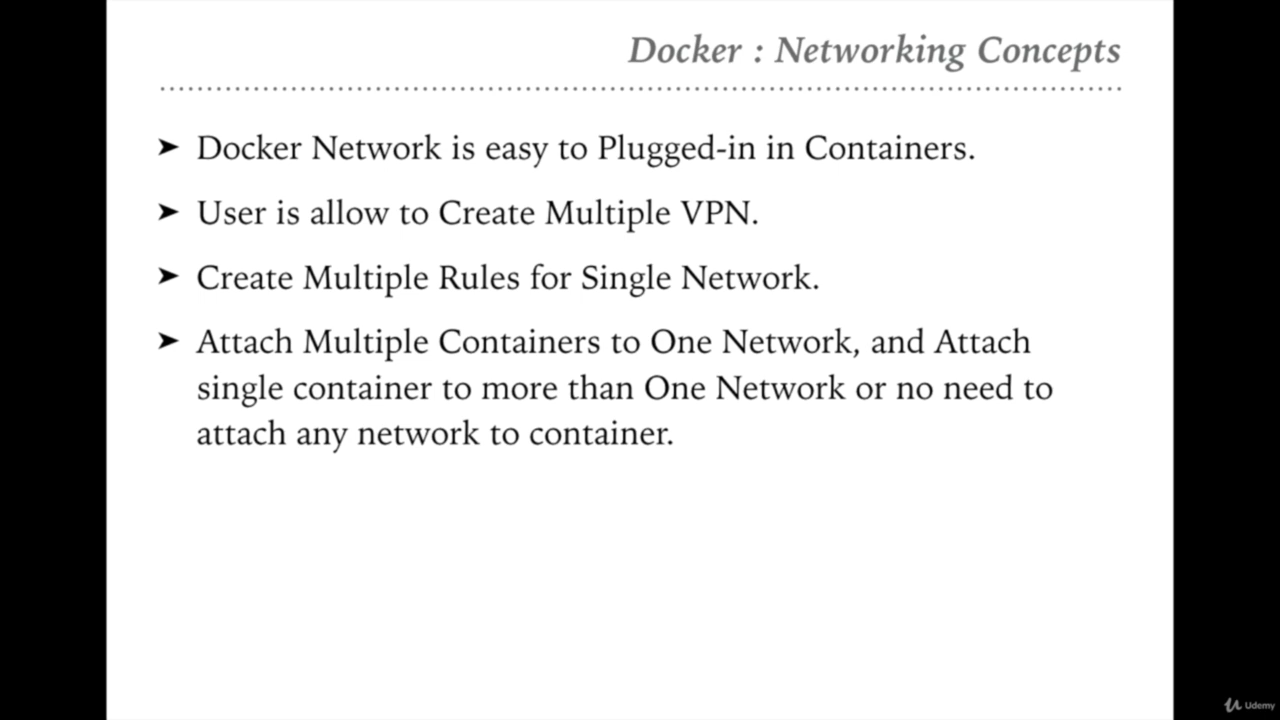 Docker : Networking Concepts
➤ Docker Network is easy to Plugged-in in Containers.
➤ User is allow to Create Multiple VPN.
➤ Create Multiple Rules for Single Network.
➤ Attach Multiple Containers to One Network, and Attach
single container to more than One Network or no need to
attach any network to container.
Udemy